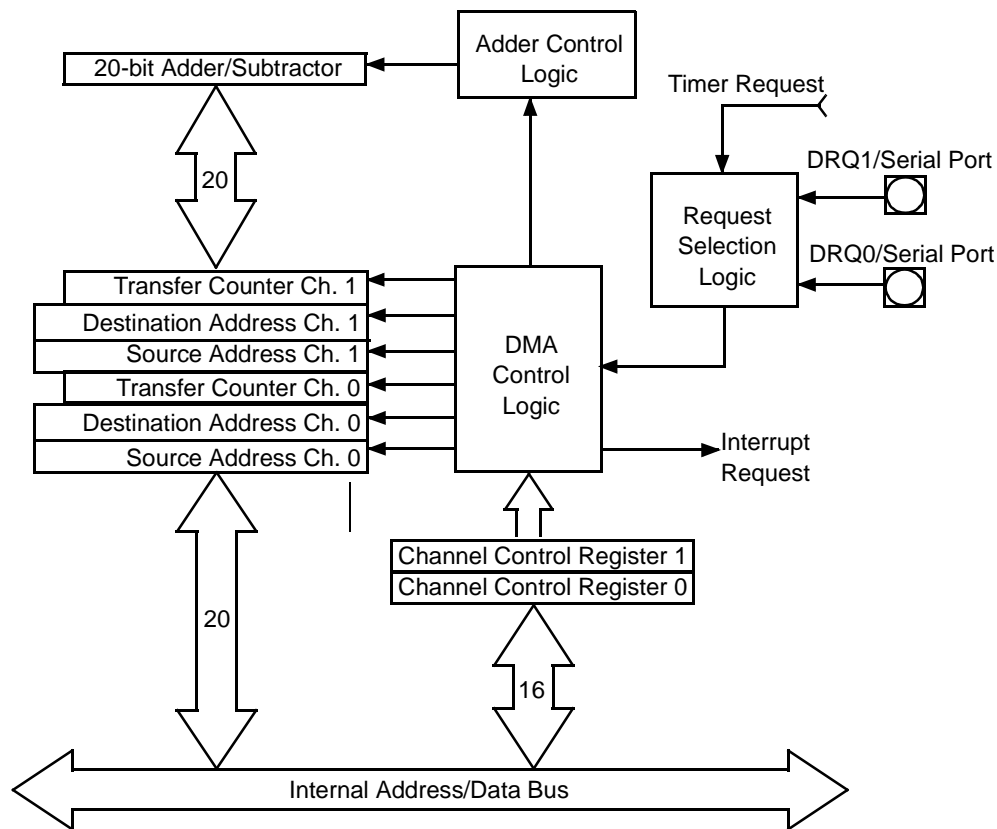 Adder Control
Logic
20-bit Adder/Subtractor
Timer Request
DRQ1/Serial Port
20
Request
Selection
Logic
DRQ0/Serial Port
Transfer Counter Ch. 1
Destination Address Ch. 1
Source Address Ch. 1
Transfer Counter Ch. 0
Destination Address Ch. 0
Source Address Ch. 0
DMA
Control
Logic
Interrupt
Request
Channel Control Register 1
Channel Control Register 0
20
16
Internal Address/Data Bus